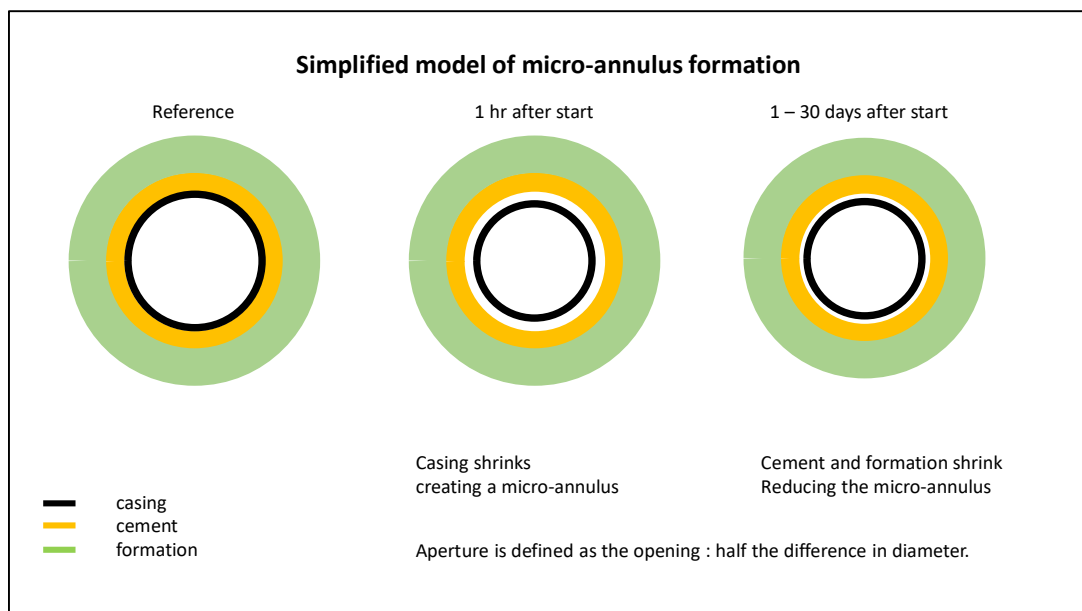 Simplified model of micro-annulus formation
Reference
1 hr after start
1 – 30 days after start
Casing shrinks
creating a micro-annulus
Cement and formation shrink
Reducing the micro-annulus
casing
cement
formation
Aperture is defined as the opening : half the difference in diameter.